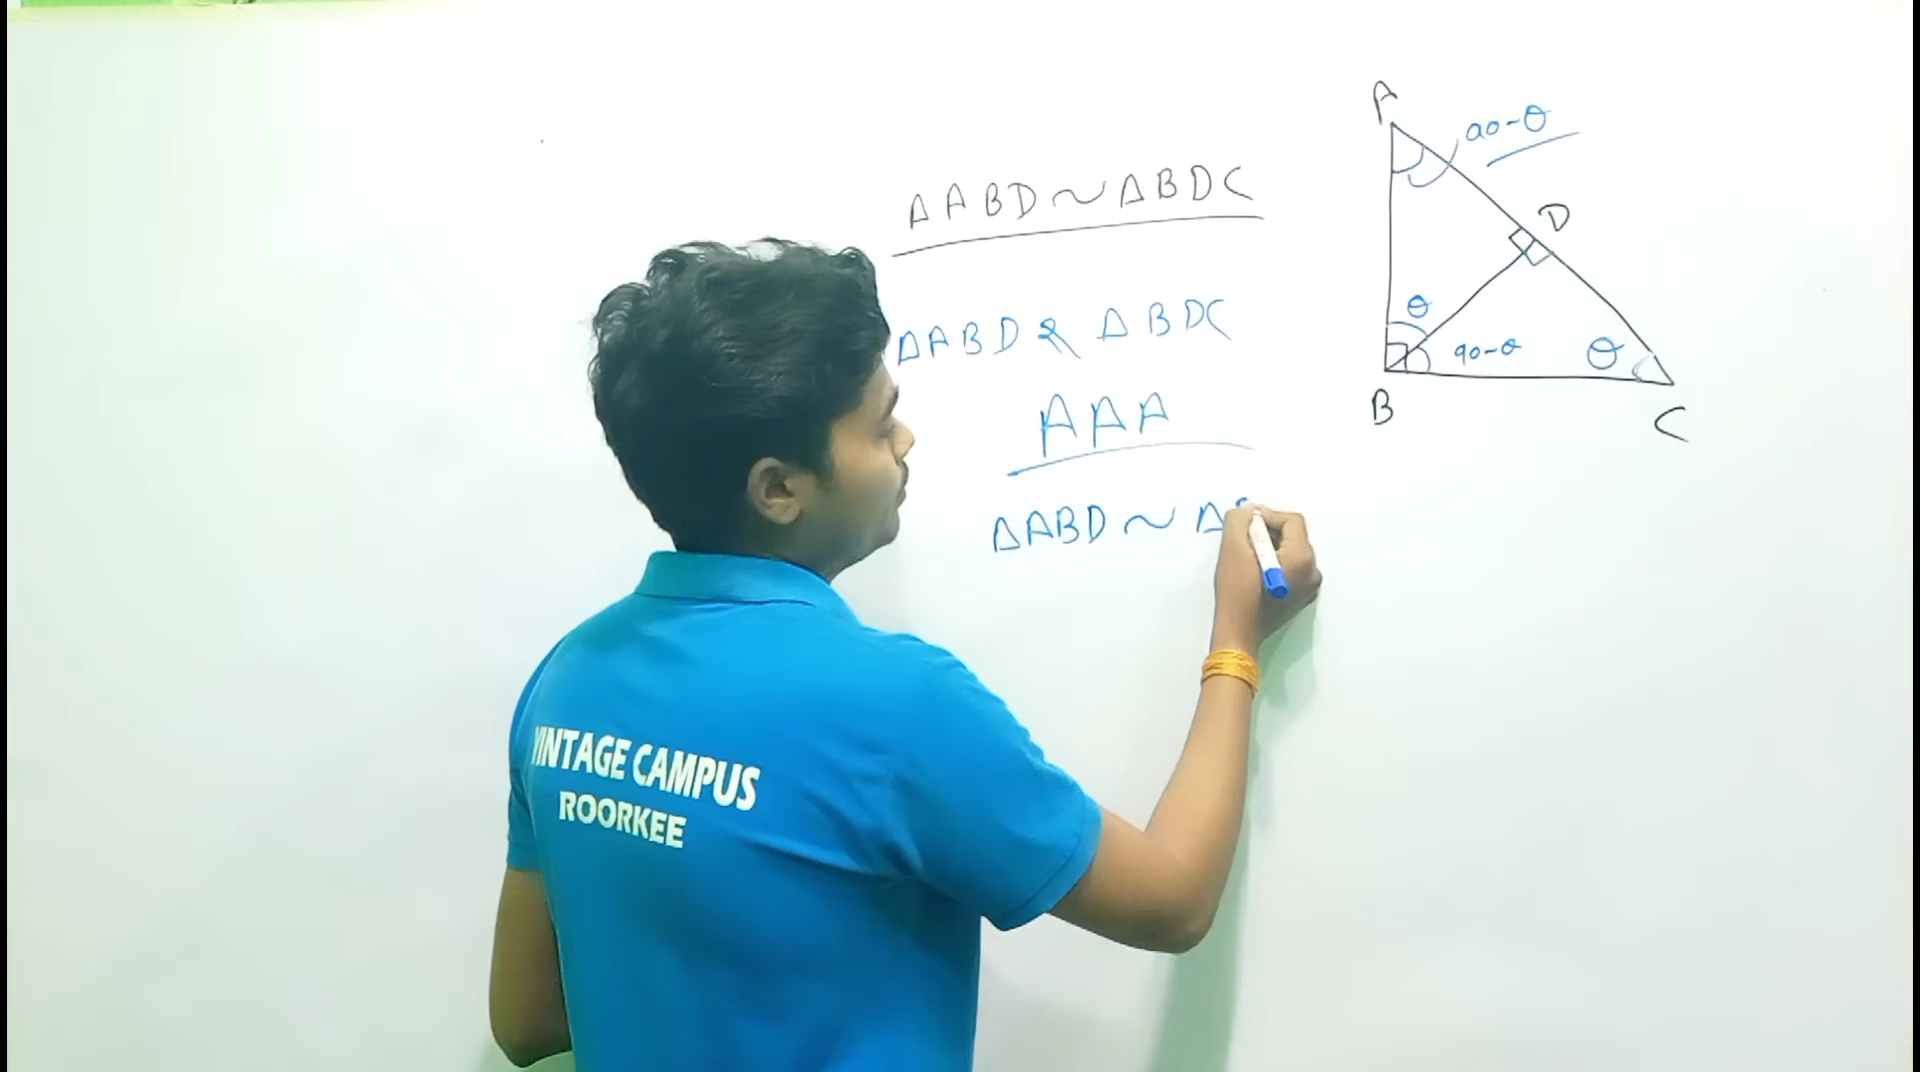 ΔABD ~ ΔBDC
ΔABD & ΔBDC
AAA
ΔABD ~ Δ
A
90-θ
D
θ
90-θ
θ
B
C
VINTAGE CAMPUS
ROORKEE